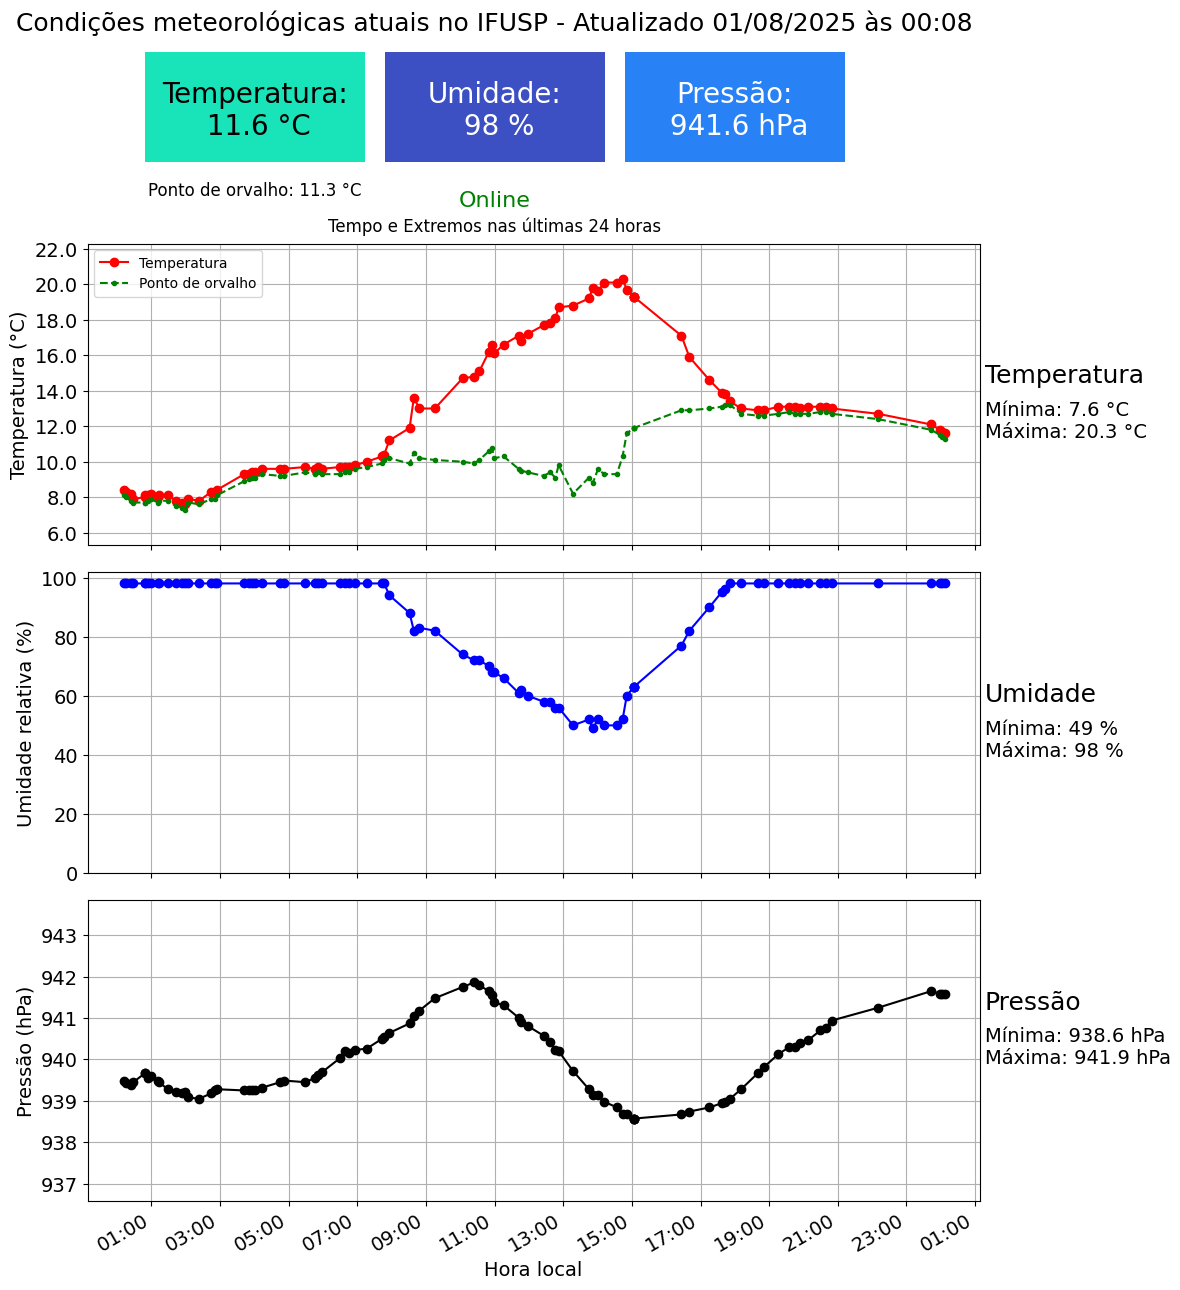 Condições meteorológicas atuais no IFUSP - Atualizado 01/08/2025 às 00:08
Temperatura:
11.6 °C
Umidade:
98 %
Pressão:
941.6 hPa
Ponto de orvalho: 11.3 °C
Online
Tempo e Extremos nas últimas 24 horas
Temperatura
Ponto de orvalho
Temperatura (°C)
22.0
20.0
18.0
16.0
14.0
12.0
10.0
8.0
6.0
Temperatura
Mínima: 7.6 °C
Máxima: 20.3 °C
Umidade relativa (%)
100
80
60
40
20
0
Umidade
Mínima: 49 %
Máxima: 98 %
Pressão (hPa)
943
942
941
940
939
938
937
Pressão
Mínima: 938.6 hPa
Máxima: 941.9 hPa
01:00 03:00 05:00 07:00 09:00 11:00 13:00 15:00 17:00 19:00 21:00 23:00 01:00
Hora local